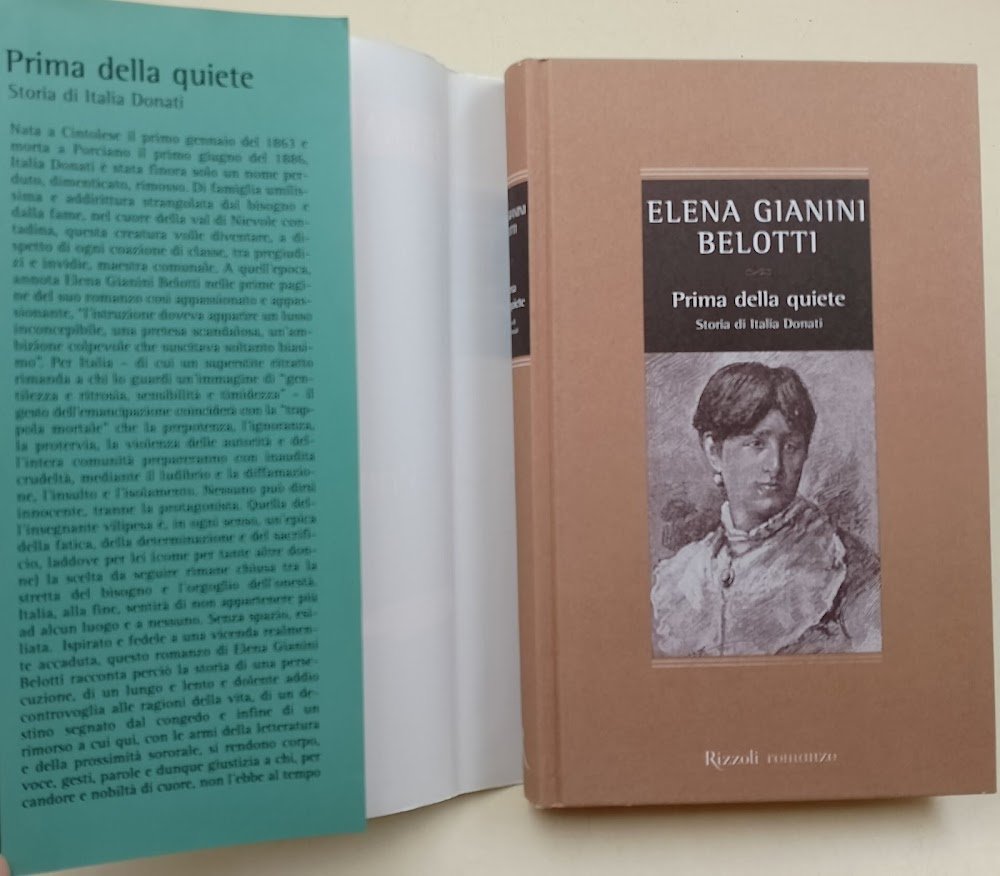 Prima della quiete
Storia di Italia Donati
Nata a Cintolese il primo gennaio del 1863 e
morta a Porciano il primo giugno del 1886,
Italia Donati è stata finora solo un nome per-
duto, dimenticato, rimosso. Di famiglia umilis-
sima e addirittura strangolata dal bisogno e
dalla fame, nel cuore della val di Nievole con-
tadina, questa creatura volle diventare, a di-
spetto di ogni coazione di classe, tra pregiudi-
zi e invidie, maestra comunale. A quell'epoca,
annota Elena Gianini Belotti nelle prime pagi-
ne del suo romanzo così appassionato e appas-
sionante, "l'istruzione doveva apparire un lusso
inconcepibile, una pretesa scandalosa, un'am-
bizione colpevole che suscitava soltanto biasi-
mo". Per Italia – di cui un superstite ritratto
rimanda a chi lo guardi un'immagine di "gen-
tilezza e ritrosia, sensibilità e timidezza" – il
gesto dell'emancipazione coinciderà con la "trap-
pola mortale" che la prepotenza, l'ignoranza,
la protervia, la violenza delle autorità e del-
l'intera comunità prepareranno con inaudita
crudeltà, mediante il ludibrio e la diffamazio-
ne, l'insulto e l'isolamento. Nessuno può dirsi
innocente, tranne la protagonista. Quella del-
l'insegnante vilipesa è, in ogni senso, un'epica
della fatica, della determinazione e del sacrifi-
cio, laddove per lei (come per tante altre don-
ne) la scelta da seguire rimane chiusa tra la
stretta del bisogno e l'orgoglio dell'onestà.
Italia, alla fine, sentirà di non appartenere più
ad alcun luogo e a nessuno. Senza spazio, esi-
liata. Ispirato e fedele a una vicenda realmen-
te accaduta, questo romanzo di Elena Gianini
Belotti racconta perciò la storia di una perse-
cuzione, di un lungo e lento e dolente addio
controvoglia alle ragioni della vita, di un de-
stino segnato dal congedo e infine di un
rimorso a cui qui, con le armi della letteratura
e della prossimità sororale, si rendono corpo,
voce, gesti, parole e dunque giustizia a chi, per
candore e nobiltà di cuore, non l'ebbe al tempo
ELENA GIANINI
BELOTTI
Prima della quiete
Storia di Italia Donati
Rizzoli romanzo